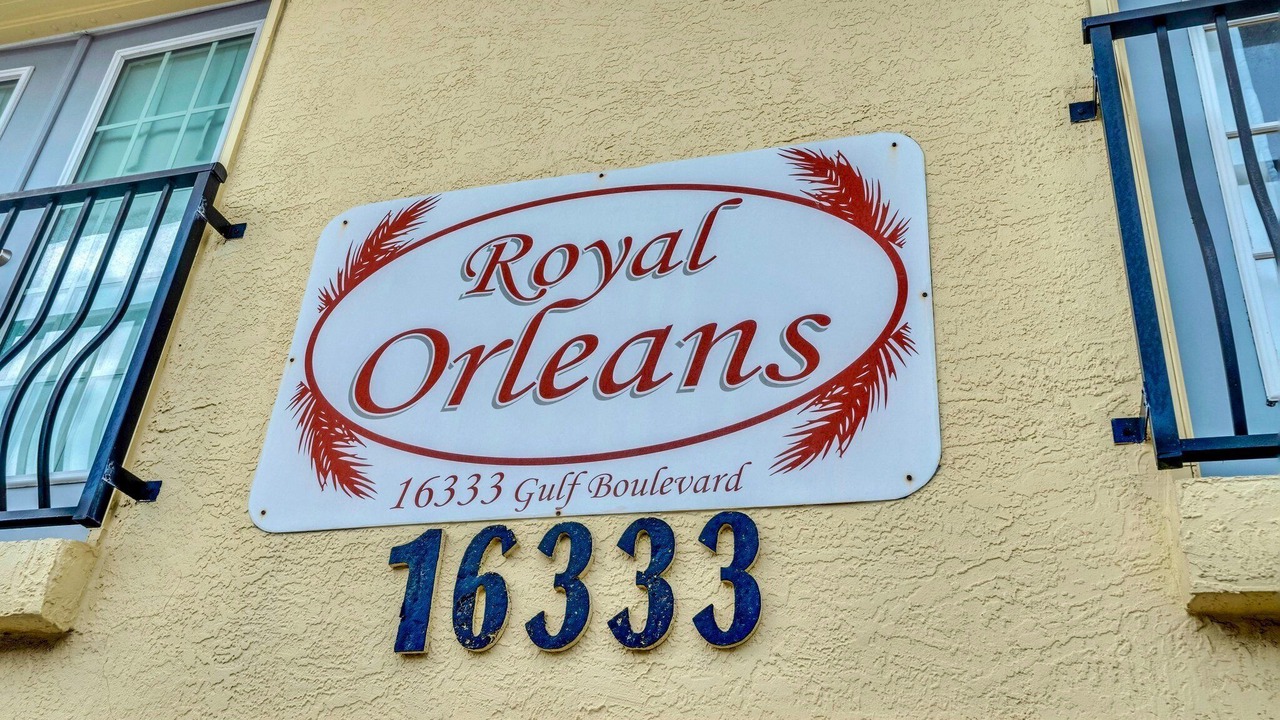 Royal
Orleans
16333 Gulf Boulevard
16333